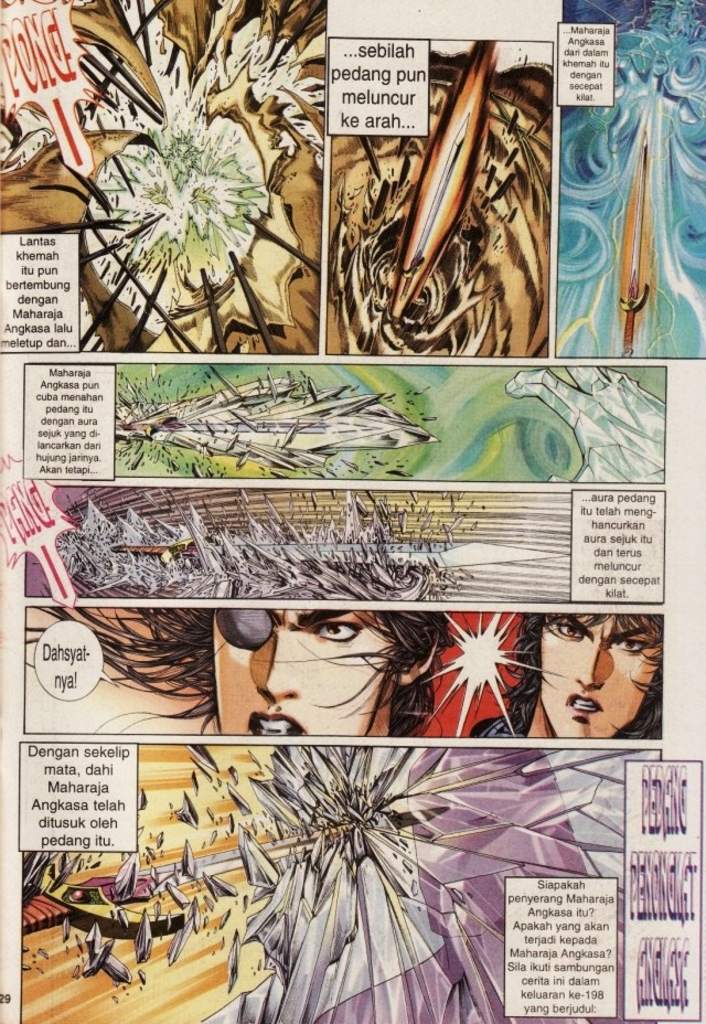 PONG!
Lantas
khemah
itu pun
bertembung
dengan
Maharaja
Angkasa lalu
meletup dan...
...sebilah
pedang pun
meluncur
ke arah...
...Maharaja
Angkasa
dari dalam
khemah itu
dengan
secepat
kilat.
Maharaja
Angkasa pun
cuba menahan
pedang itu
dengan aura
sejuk yang di-
lancarkan dari
hujung jarinya.
Akan tetapi...
PANG!
...aura pedang
itu telah meng-
hancurkan
aura sejuk itu
dan terus
meluncur
dengan secepat
kilat.
Dahsyat-
nya!
Dengan sekelip
mata, dahi
Maharaja
Angkasa telah
ditusuk oleh
pedang itu.
Siapakah
penyerang Maharaja
Angkasa itu?
Apakah yang akan
terjadi kepada
Maharaja Angkasa?
Sila ikuti sambungan
cerita ini dalam
keluaran ke-198
yang berjudul:
PEDANG
PENONGKAT
ANGKASA
29